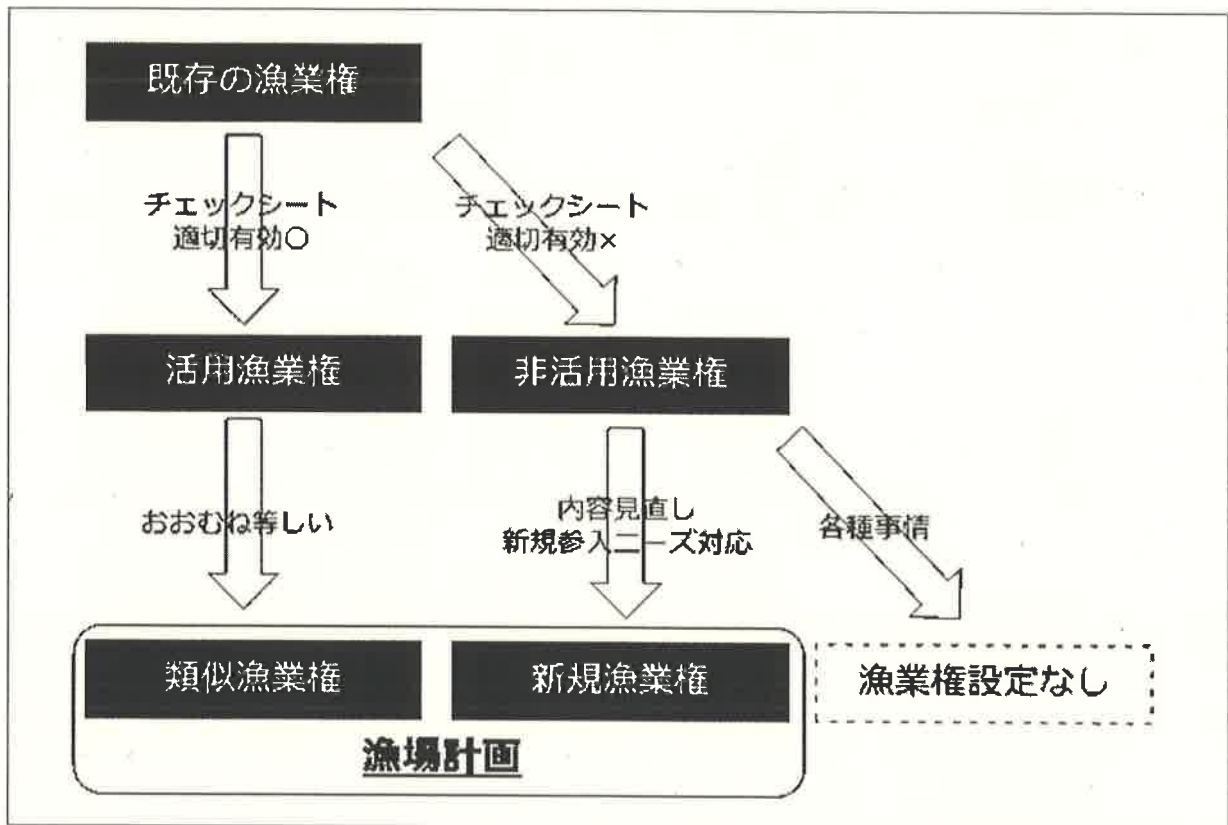 既存の漁業権
チェックシート
適切有効○
チェックシート
適切有効×
活用漁業権
非活用漁業権
おおむね等しい
内容見直し
新規参入ニーズ対応
各種事情
類似漁業権
新規漁業権
漁業権設定なし
漁場計画